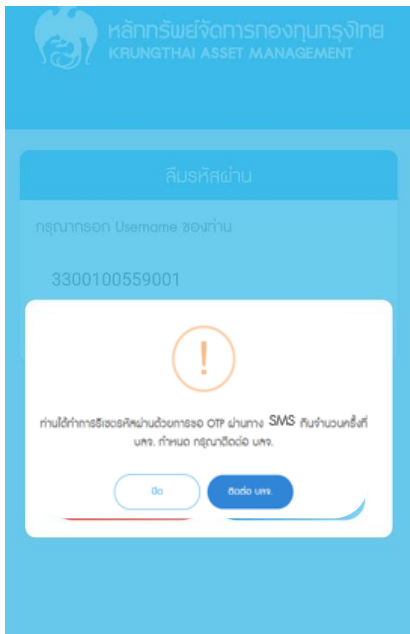 หลักทรัพย์จัดการกองทุนกรุงไทย
KRUNGTHAI ASSET MANAGEMENT
ลืมรหัสผ่าน
กรุณากรอก Username ของท่าน
3300100559001
!
ท่านได้ทำการรีเซตรหัสผ่านด้วยการขอ OTP ผ่านทาง SMS เกินจำนวนครั้งที่
บลจ. กำหนด กรุณาติดต่อ บลจ.
ปิด
ติดต่อ บลจ.